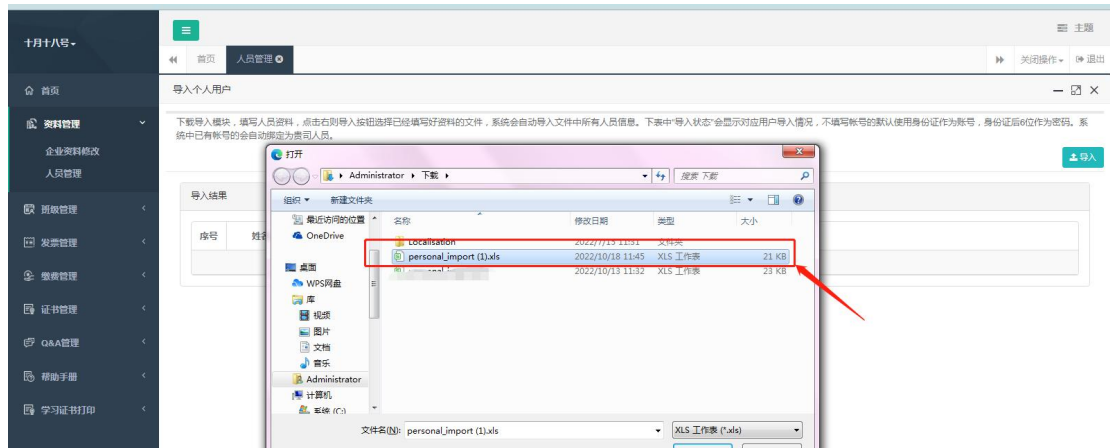 十月十八号
主题
首页
人员管理
关闭操作
退出
首页
资料管理
企业资料修改
人员管理
班级管理
发票管理
缴费管理
证书管理
Q&A管理
帮助手册
学习证书打印
导入个人用户
下载导入模块，填写人员资料，点击右则导入按钮选择已经填写好资料的文件，系统会自动导入文件中所有人员信息。下表中"导入状态"会显示对应用户导入情况，不填写帐号的默认使用身份证作为账号，身份证后6位作为密码。系
统中已有帐号的会自动绑定为贵司人员。
导入
导入结果
序号
打开
Administrator
下载
搜索 下载
组织
新建文件夹
最近访问的位置
OneDrive
桌面
WPS网盘
库
视频
图片
文档
音乐
Administrator
计算机
系统 (C:)
名称 修改日期 类型 大小
Localisation 2022/7/15 11:51 文件夹
personal_import (1).xls 2022/10/18 11:45 XLS 工作表 21 KB
2022/10/13 11:32 XLS 工作表 23 KB
文件名(N): personal_import (1).xls
XLS 工作表 (*.xls)